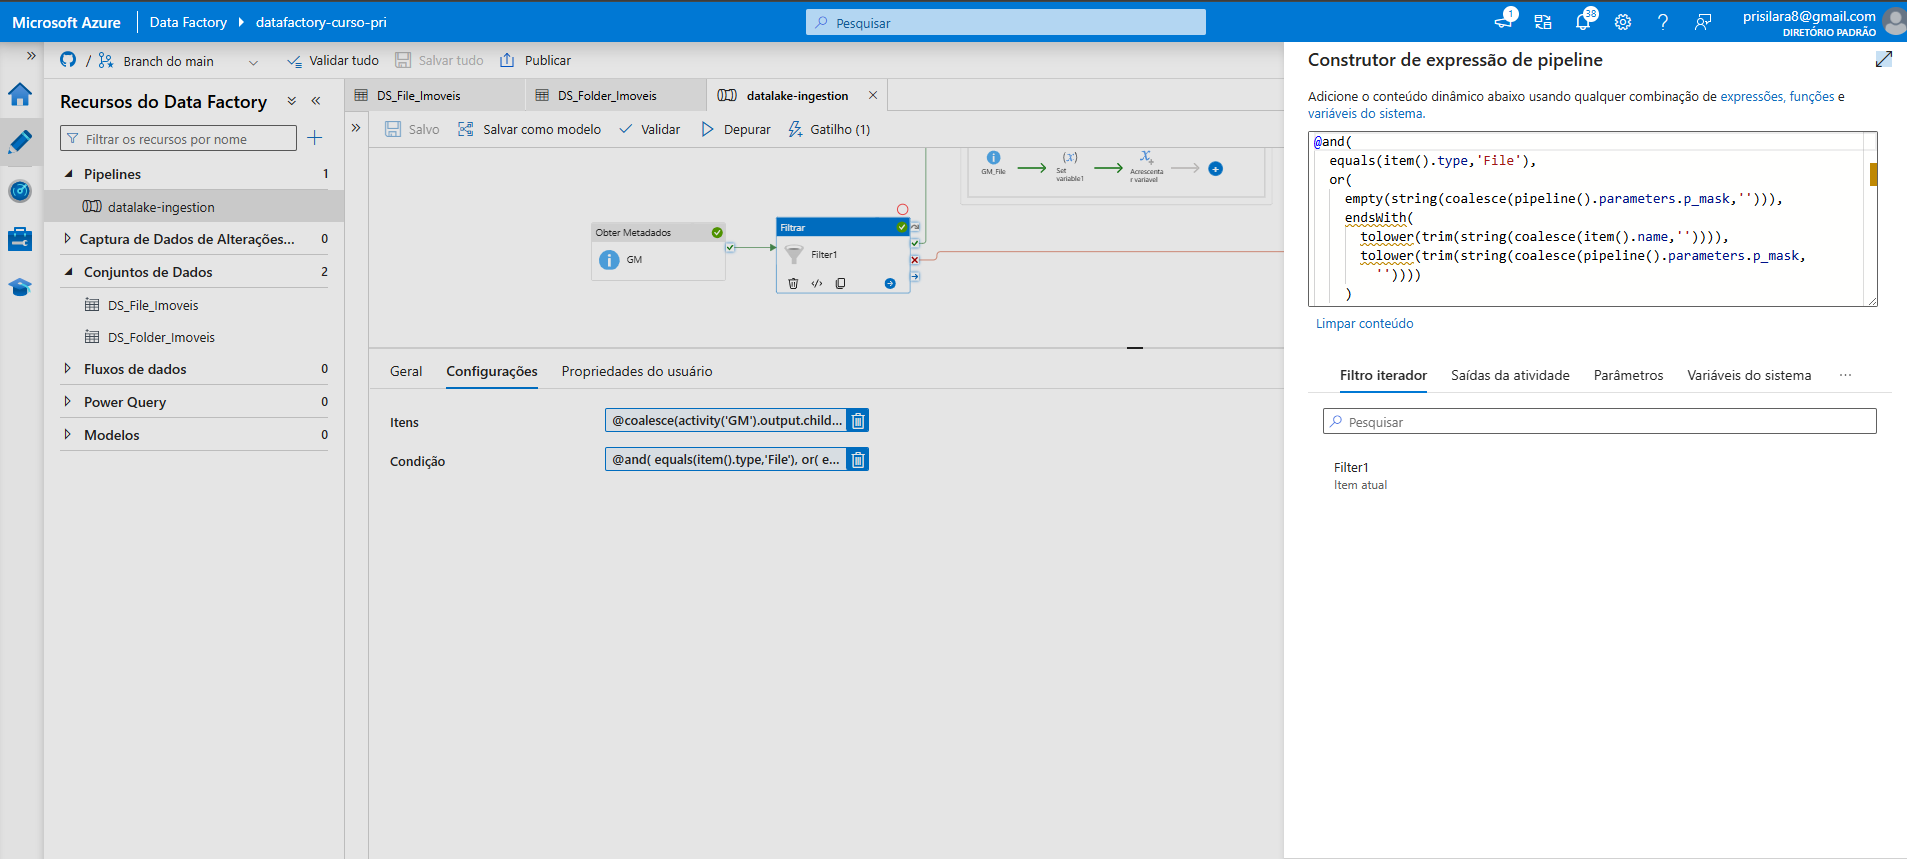 Microsoft Azure
Data Factory
datafactory-curso-pri
Pesquisar
1
38
prisilara8@gmail.com
DIRETÓRIO PADRÃO
/
Branch do main
Validar tudo
Salvar tudo
Publicar
Recursos do Data Factory
Filtrar os recursos por nome
Pipelines 1
datalake-ingestion
Captura de Dados de Alterações... 0
Conjuntos de Dados 2
DS_File_Imoveis
DS_Folder_Imoveis
Fluxos de dados 0
Power Query 0
Modelos 0
DS_File_Imoveis
DS_Folder_Imoveis
datalake-ingestion
Salvo
Salvar como modelo
Validar
Depurar
Gatilho (1)
GM_File
(x)
Set
variable1
X
Acrescenta
r variável
Obter Metadados
GM
Filtrar
Filter1
Geral
Configurações
Propriedades do usuário
Itens
@coalesce(activity('GM').output.child...
Condição
@and( equals(item().type,'File'), or( e...
Construtor de expressão de pipeline
Adicione o conteúdo dinâmico abaixo usando qualquer combinação de expressões, funções e
variáveis do sistema.
@and(
equals(item().type,'File'),
or(
empty(string(coalesce(pipeline().parameters.p_mask,''))),
endsWith(
tolower(trim(string(coalesce(item().name,'')))),
tolower(trim(string(coalesce(pipeline().parameters.p_mask,
''))))
)
Limpar conteúdo
Filtro iterador
Saídas da atividade
Parâmetros
Variáveis do sistema
...
Pesquisar
Filter1
Item atual